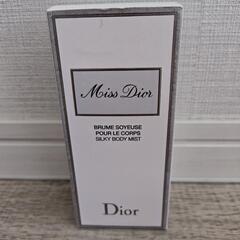 Miss Dior
BRUME SOYEUSE
POUR LE CORPS
SILKY BODY MIST
Dior